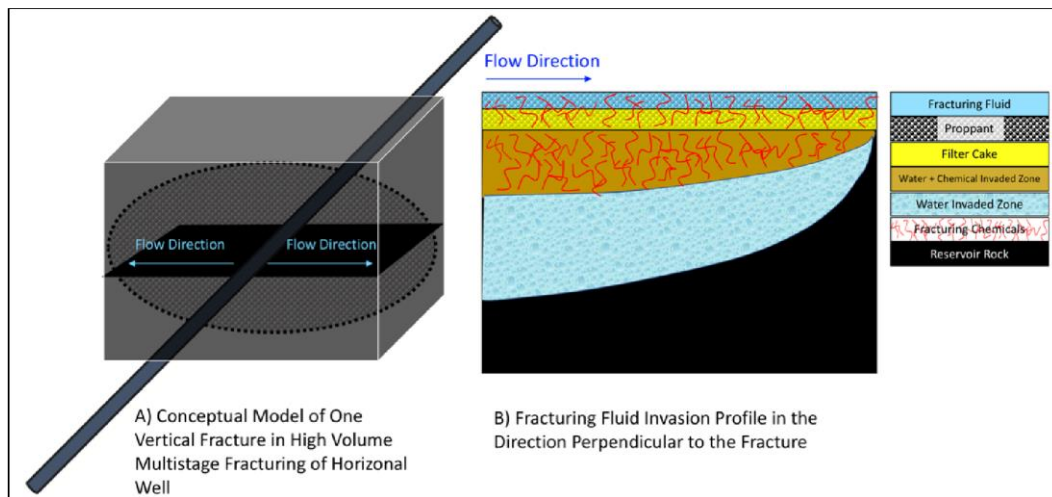 Flow Direction
Flow Direction
Flow Direction
A) Conceptual Model of One
Vertical Fracture in High Volume
Multistage Fracturing of Horizonal
Well
B) Fracturing Fluid Invasion Profile in the
Direction Perpendicular to the Fracture
Fracturing Fluid
Proppant
Filter Cake
Water + Chemical Invaded Zone
Water Invaded Zone
Fracturing Chemicals
Reservoir Rock